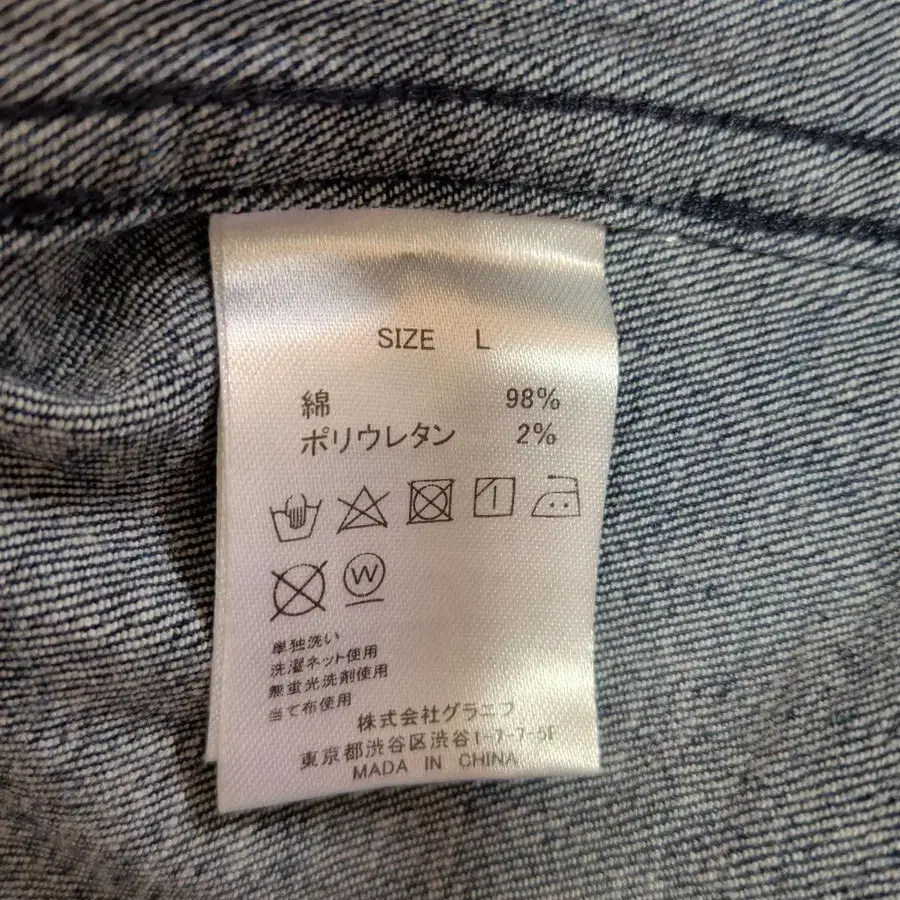 SIZE L
綿 98%
ポリウレタン 2%
W
単独洗い
洗濯ネット使用
無蛍光洗剤使用
当て布使用
株式会社グラニフ
東京都渋谷区渋谷1-7-7-5F
MADE IN CHINA